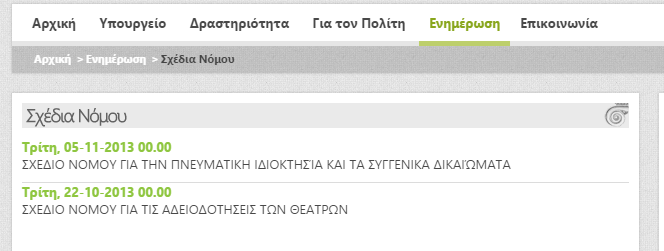 Αρχική Υπουργείο Δραστηριότητα Για τον Πολίτη Ενημέρωση Επικοινωνία
Αρχική > Ενημέρωση > Σχέδια Νόμου
Σχέδια Νόμου
Τρίτη, 05-11-2013 00.00
ΣΧΕΔΙΟ ΝΟΜΟΥ ΓΙΑ ΤΗΝ ΠΝΕΥΜΑΤΙΚΗ ΙΔΙΟΚΤΗΣΊΑ ΚΑΙ ΤΑ ΣΥΓΓΕΝΙΚΑ ΔΙΚΑΙΏΜΑΤΑ
Τρίτη, 22-10-2013 00.00
ΣΧΕΔΙΟ ΝΟΜΟΥ ΓΙΑ ΤΙΣ ΑΔΕΙΟΔΟΤΗΣΕΙΣ ΤΩΝ ΘΕΑΤΡΩΝ